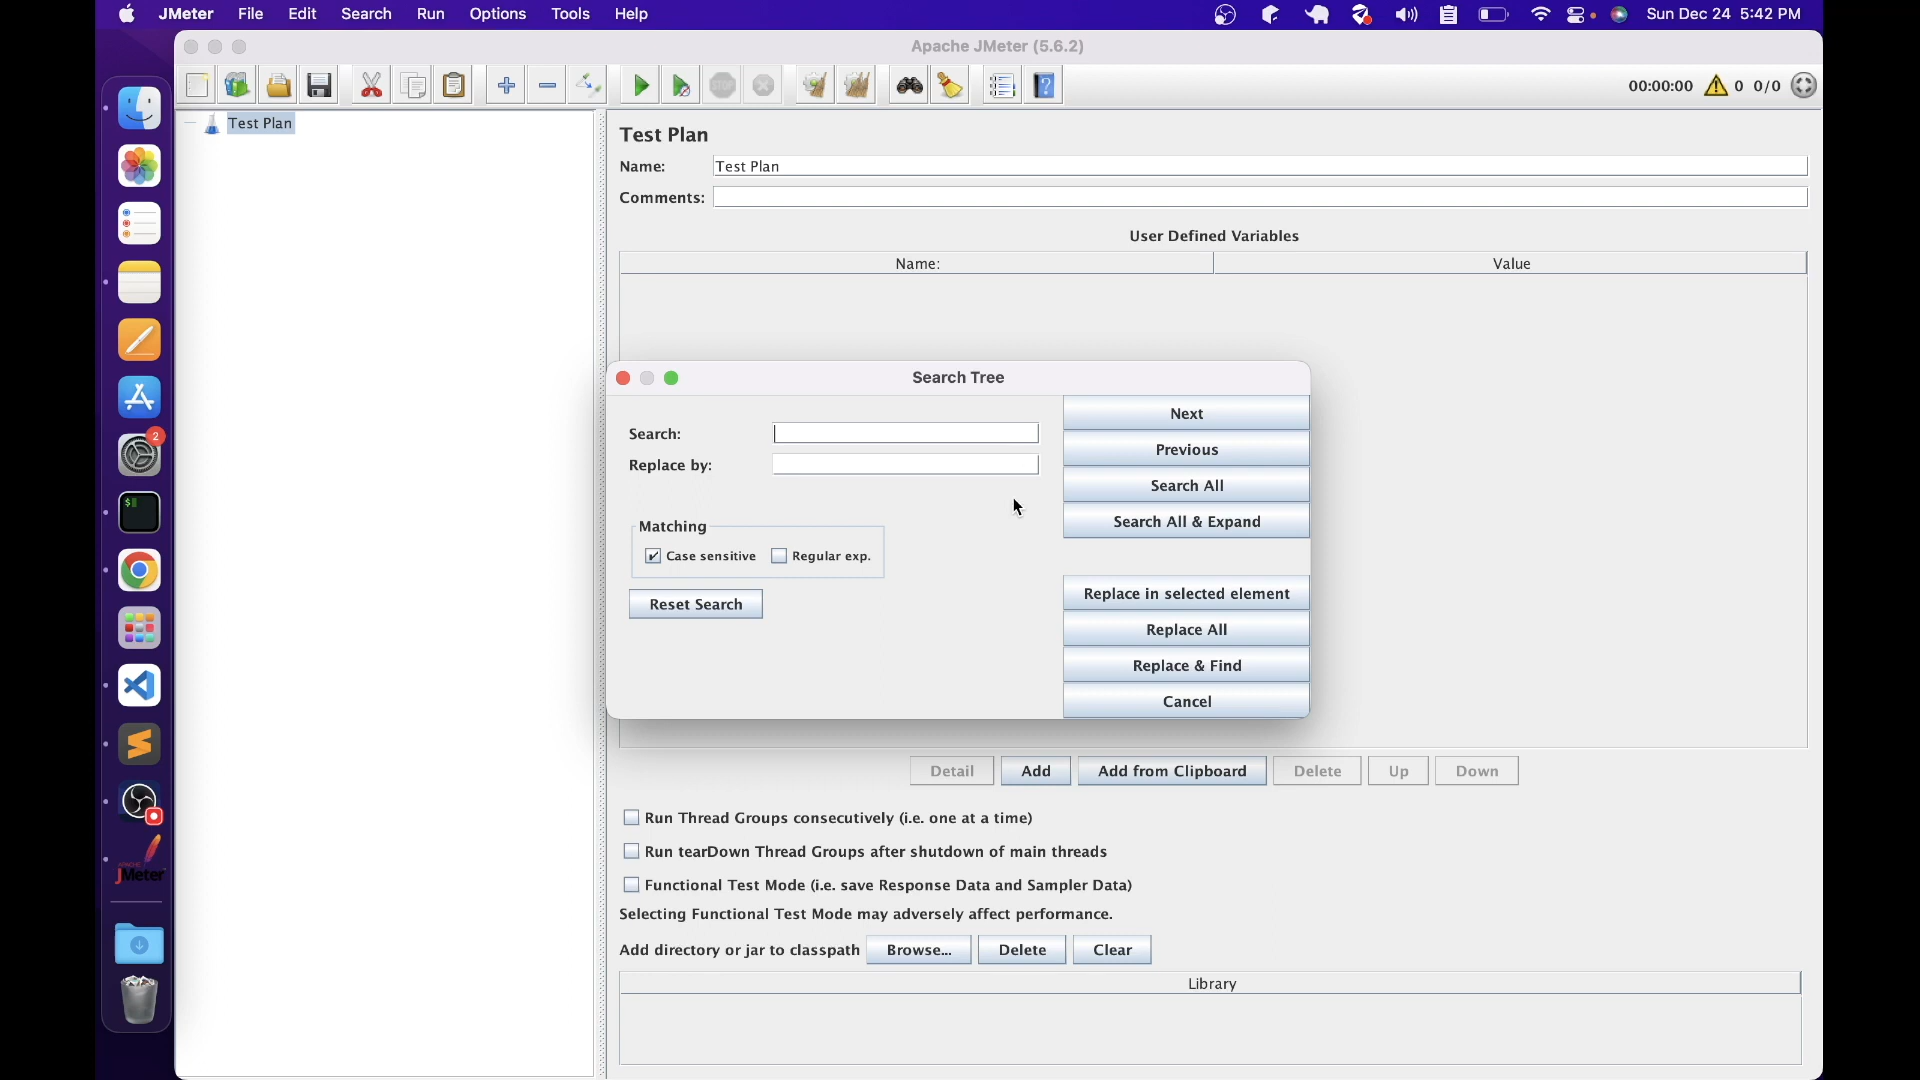 JMeter File Edit Search Run Options Tools Help Sun Dec 24 5:42 PM
Apache JMeter (5.6.2)
00:00:00 0 0/0
Test Plan
Test Plan
Name: Test Plan
Comments:
User Defined Variables
Name: Value
Search Tree
Search:
Replace by:
Matching
Case sensitive Regular exp.
Reset Search
Next
Previous
Search All
Search All & Expand
Replace in selected element
Replace All
Replace & Find
Cancel
Detail Add Add from Clipboard Delete Up Down
Run Thread Groups consecutively (i.e. one at a time)
Run tearDown Thread Groups after shutdown of main threads
Functional Test Mode (i.e. save Response Data and Sampler Data)
Selecting Functional Test Mode may adversely affect performance.
Add directory or jar to classpath Browse... Delete Clear
Library
2
$
APACHE
JMeter
STOP
?